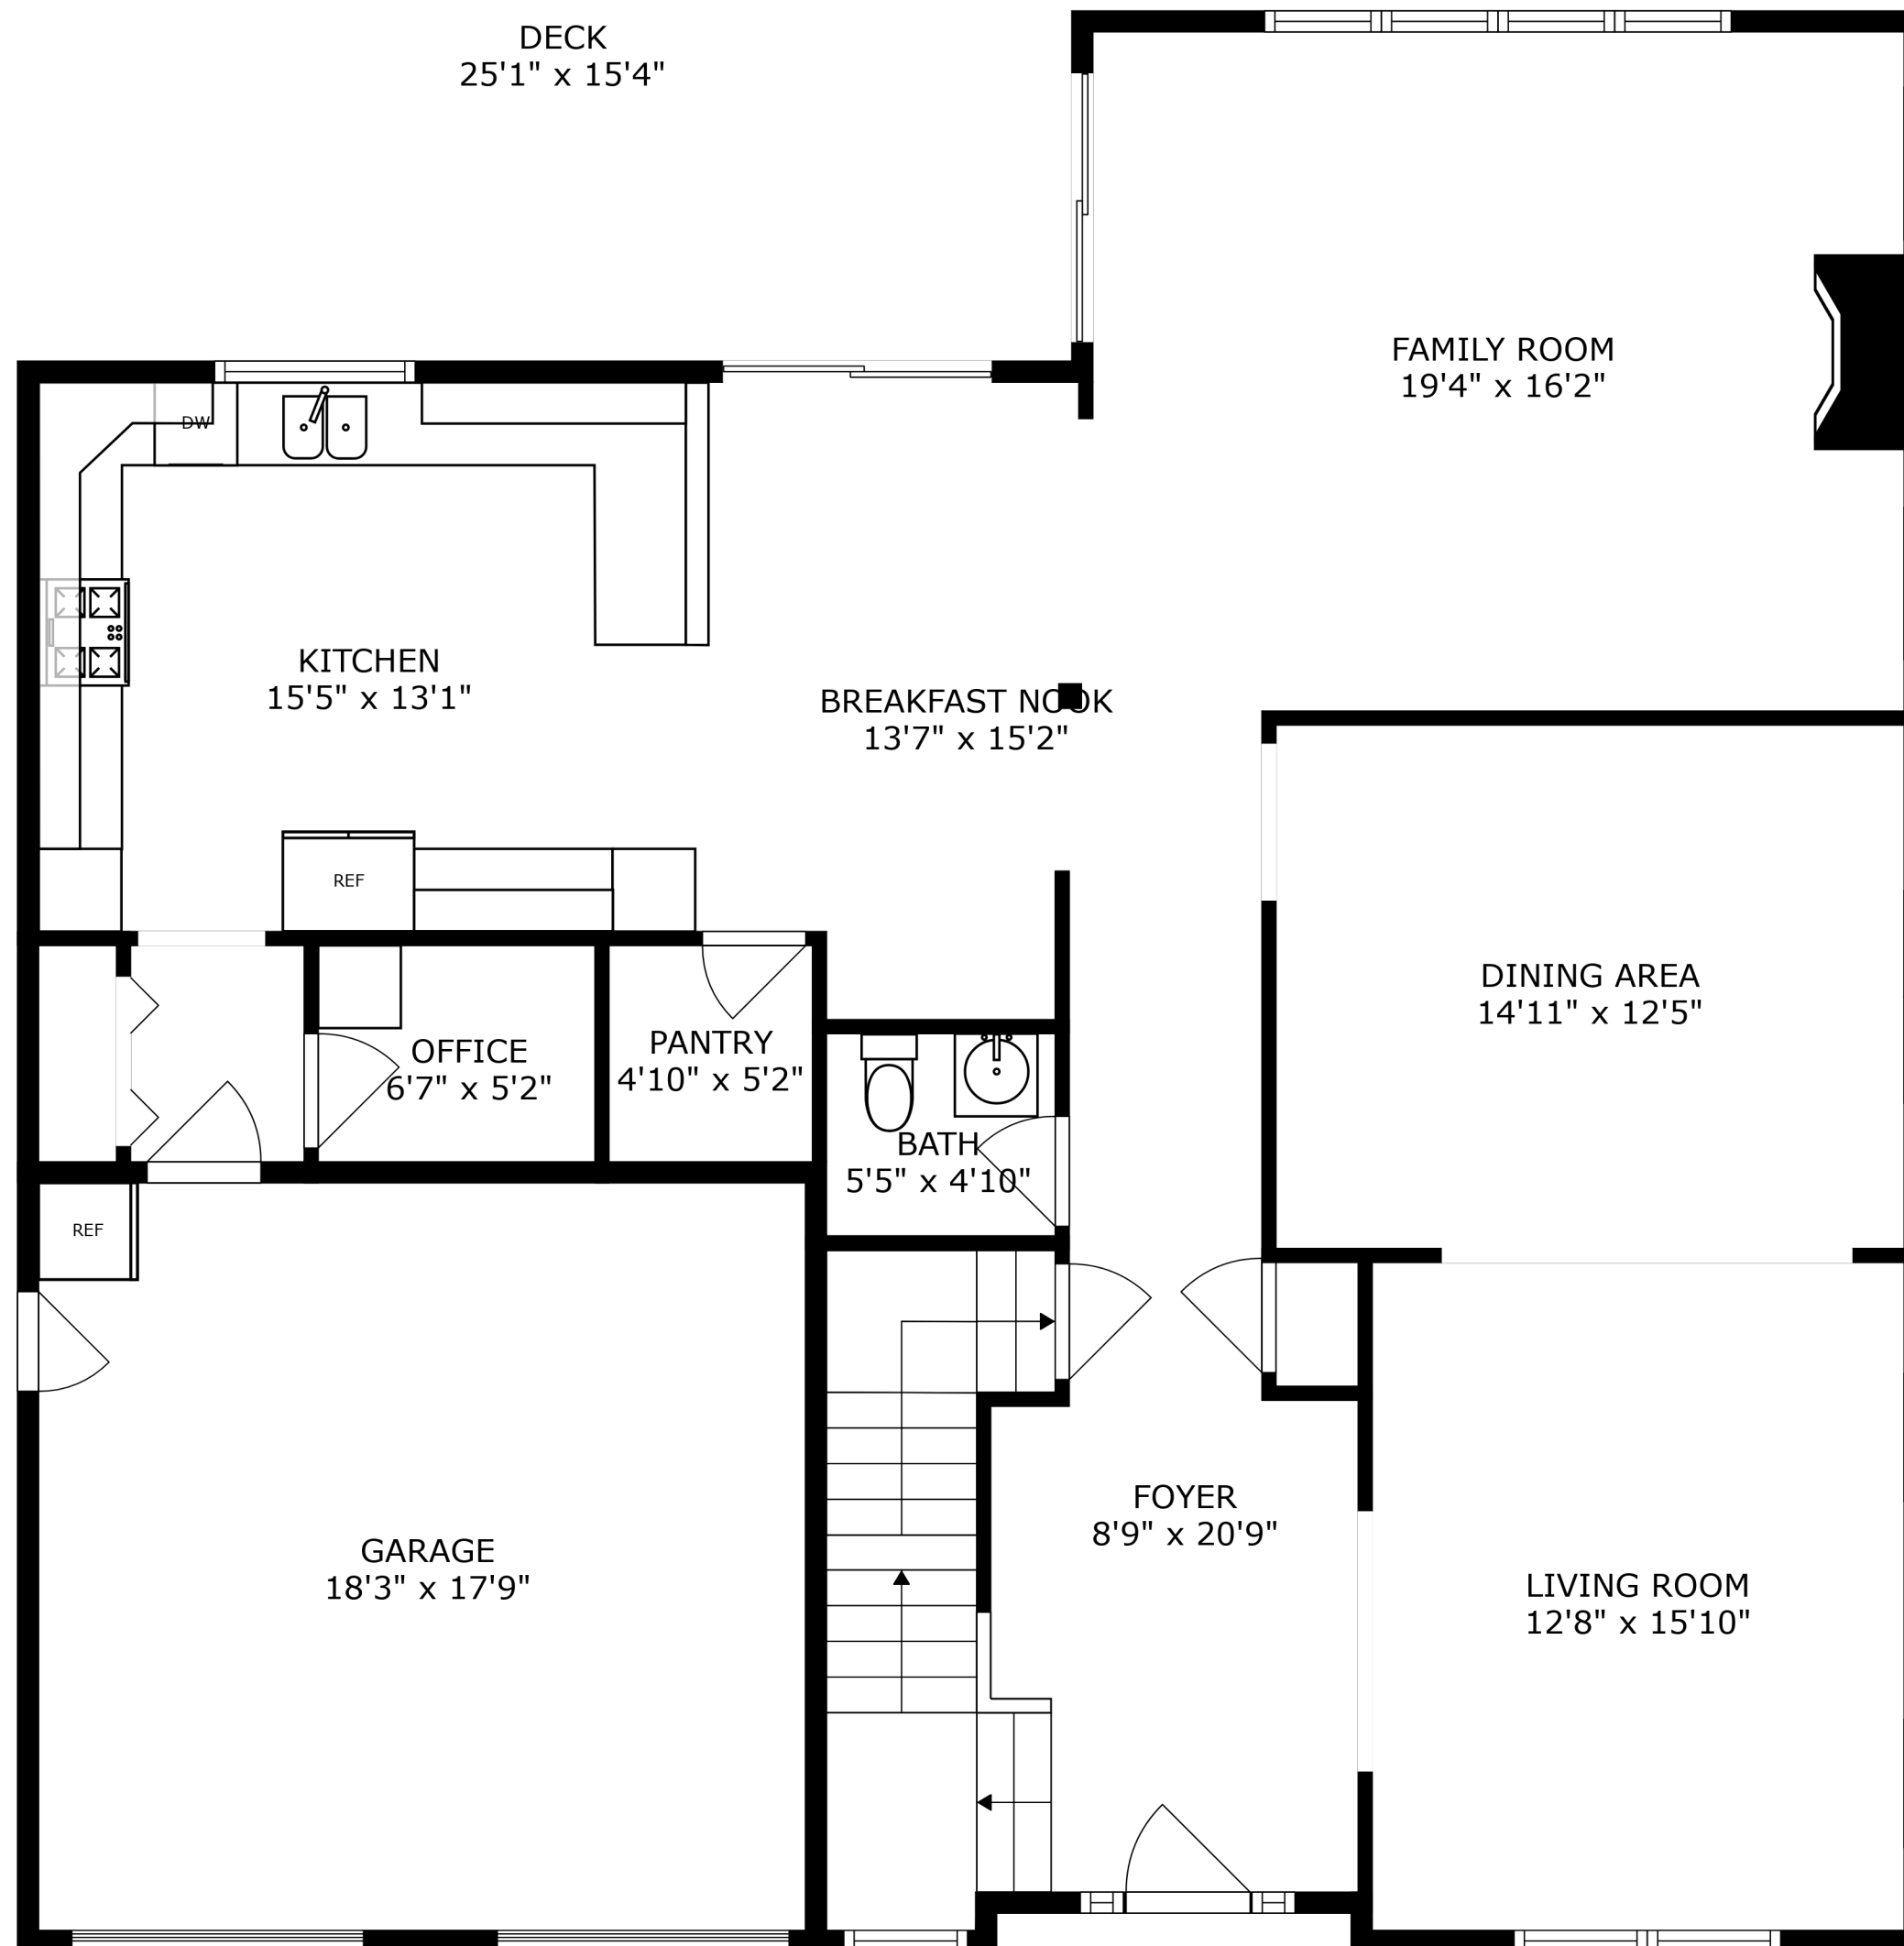 DECK
25'1" x 15'4"
FAMILY ROOM
19'4" x 16'2"
DW
KITCHEN
15'5" x 13'1"
BREAKFAST NOOK
13'7" x 15'2"
REF
DINING AREA
14'11" x 12'5"
OFFICE
6'7" x 5'2"
PANTRY
4'10" x 5'2"
BATH
5'5" x 4'10"
REF
FOYER
8'9" x 20'9"
GARAGE
18'3" x 17'9"
LIVING ROOM
12'8" x 15'10"